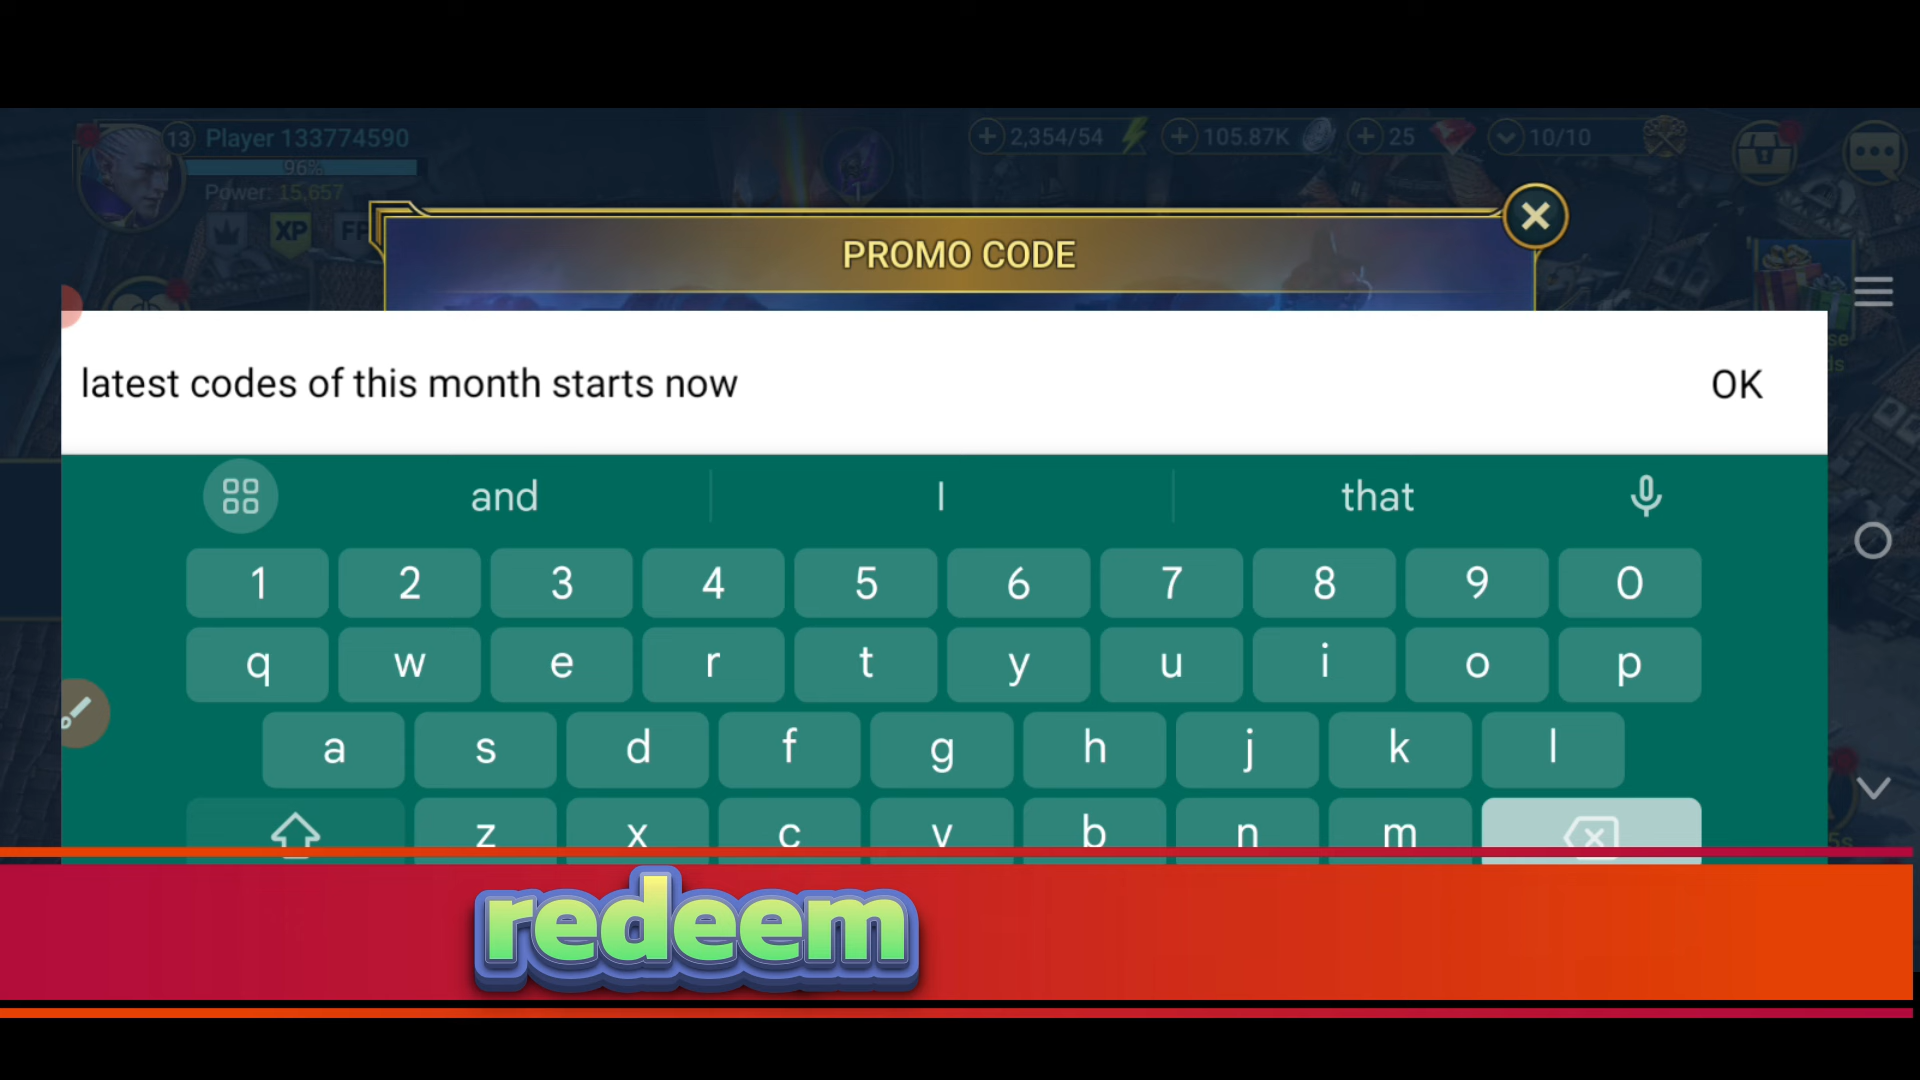 13 Player 133774590
2,354/54
105.87K
25
10/10
96%
Power: 15,657
1
XP
FP
PROMO CODE
latest codes of this month starts now
OK
and I that
1 2 3 4 5 6 7 8 9 0
q w e r t y u i o p
a s d f g h j k l
z x c v b n m
redeem